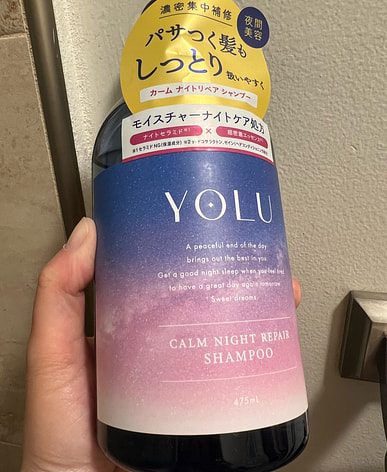 濃密集中補修
夜間
美容
パサつく髪も
しっとり 扱いやすく
カーム ナイトリペア シャンプー
モイスチャーナイトケア処方
ナイトセラミド※1 ×
YOLU
A peaceful end of the day
brings out the best in you
Get a good night sleep when you feel tired
to have a great day again tomorrow
Sweet dreams
CALM NIGHT REPAIR
SHAMPOO
475mL